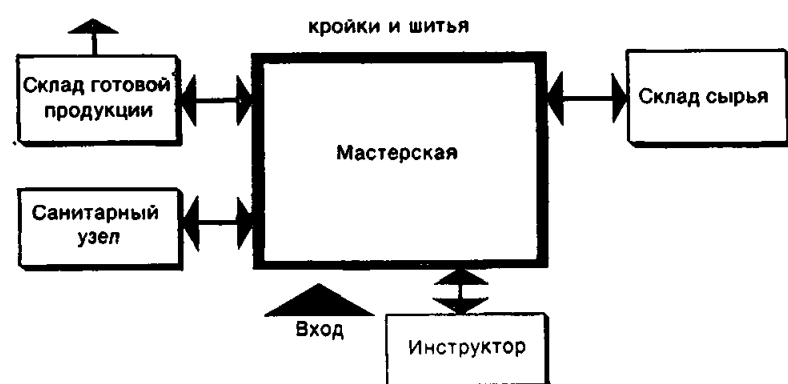 кройки и шитья
Склад готовой
продукции
Склад сырья
Мастерская
Санитарный
узел
Вход
Инструктор